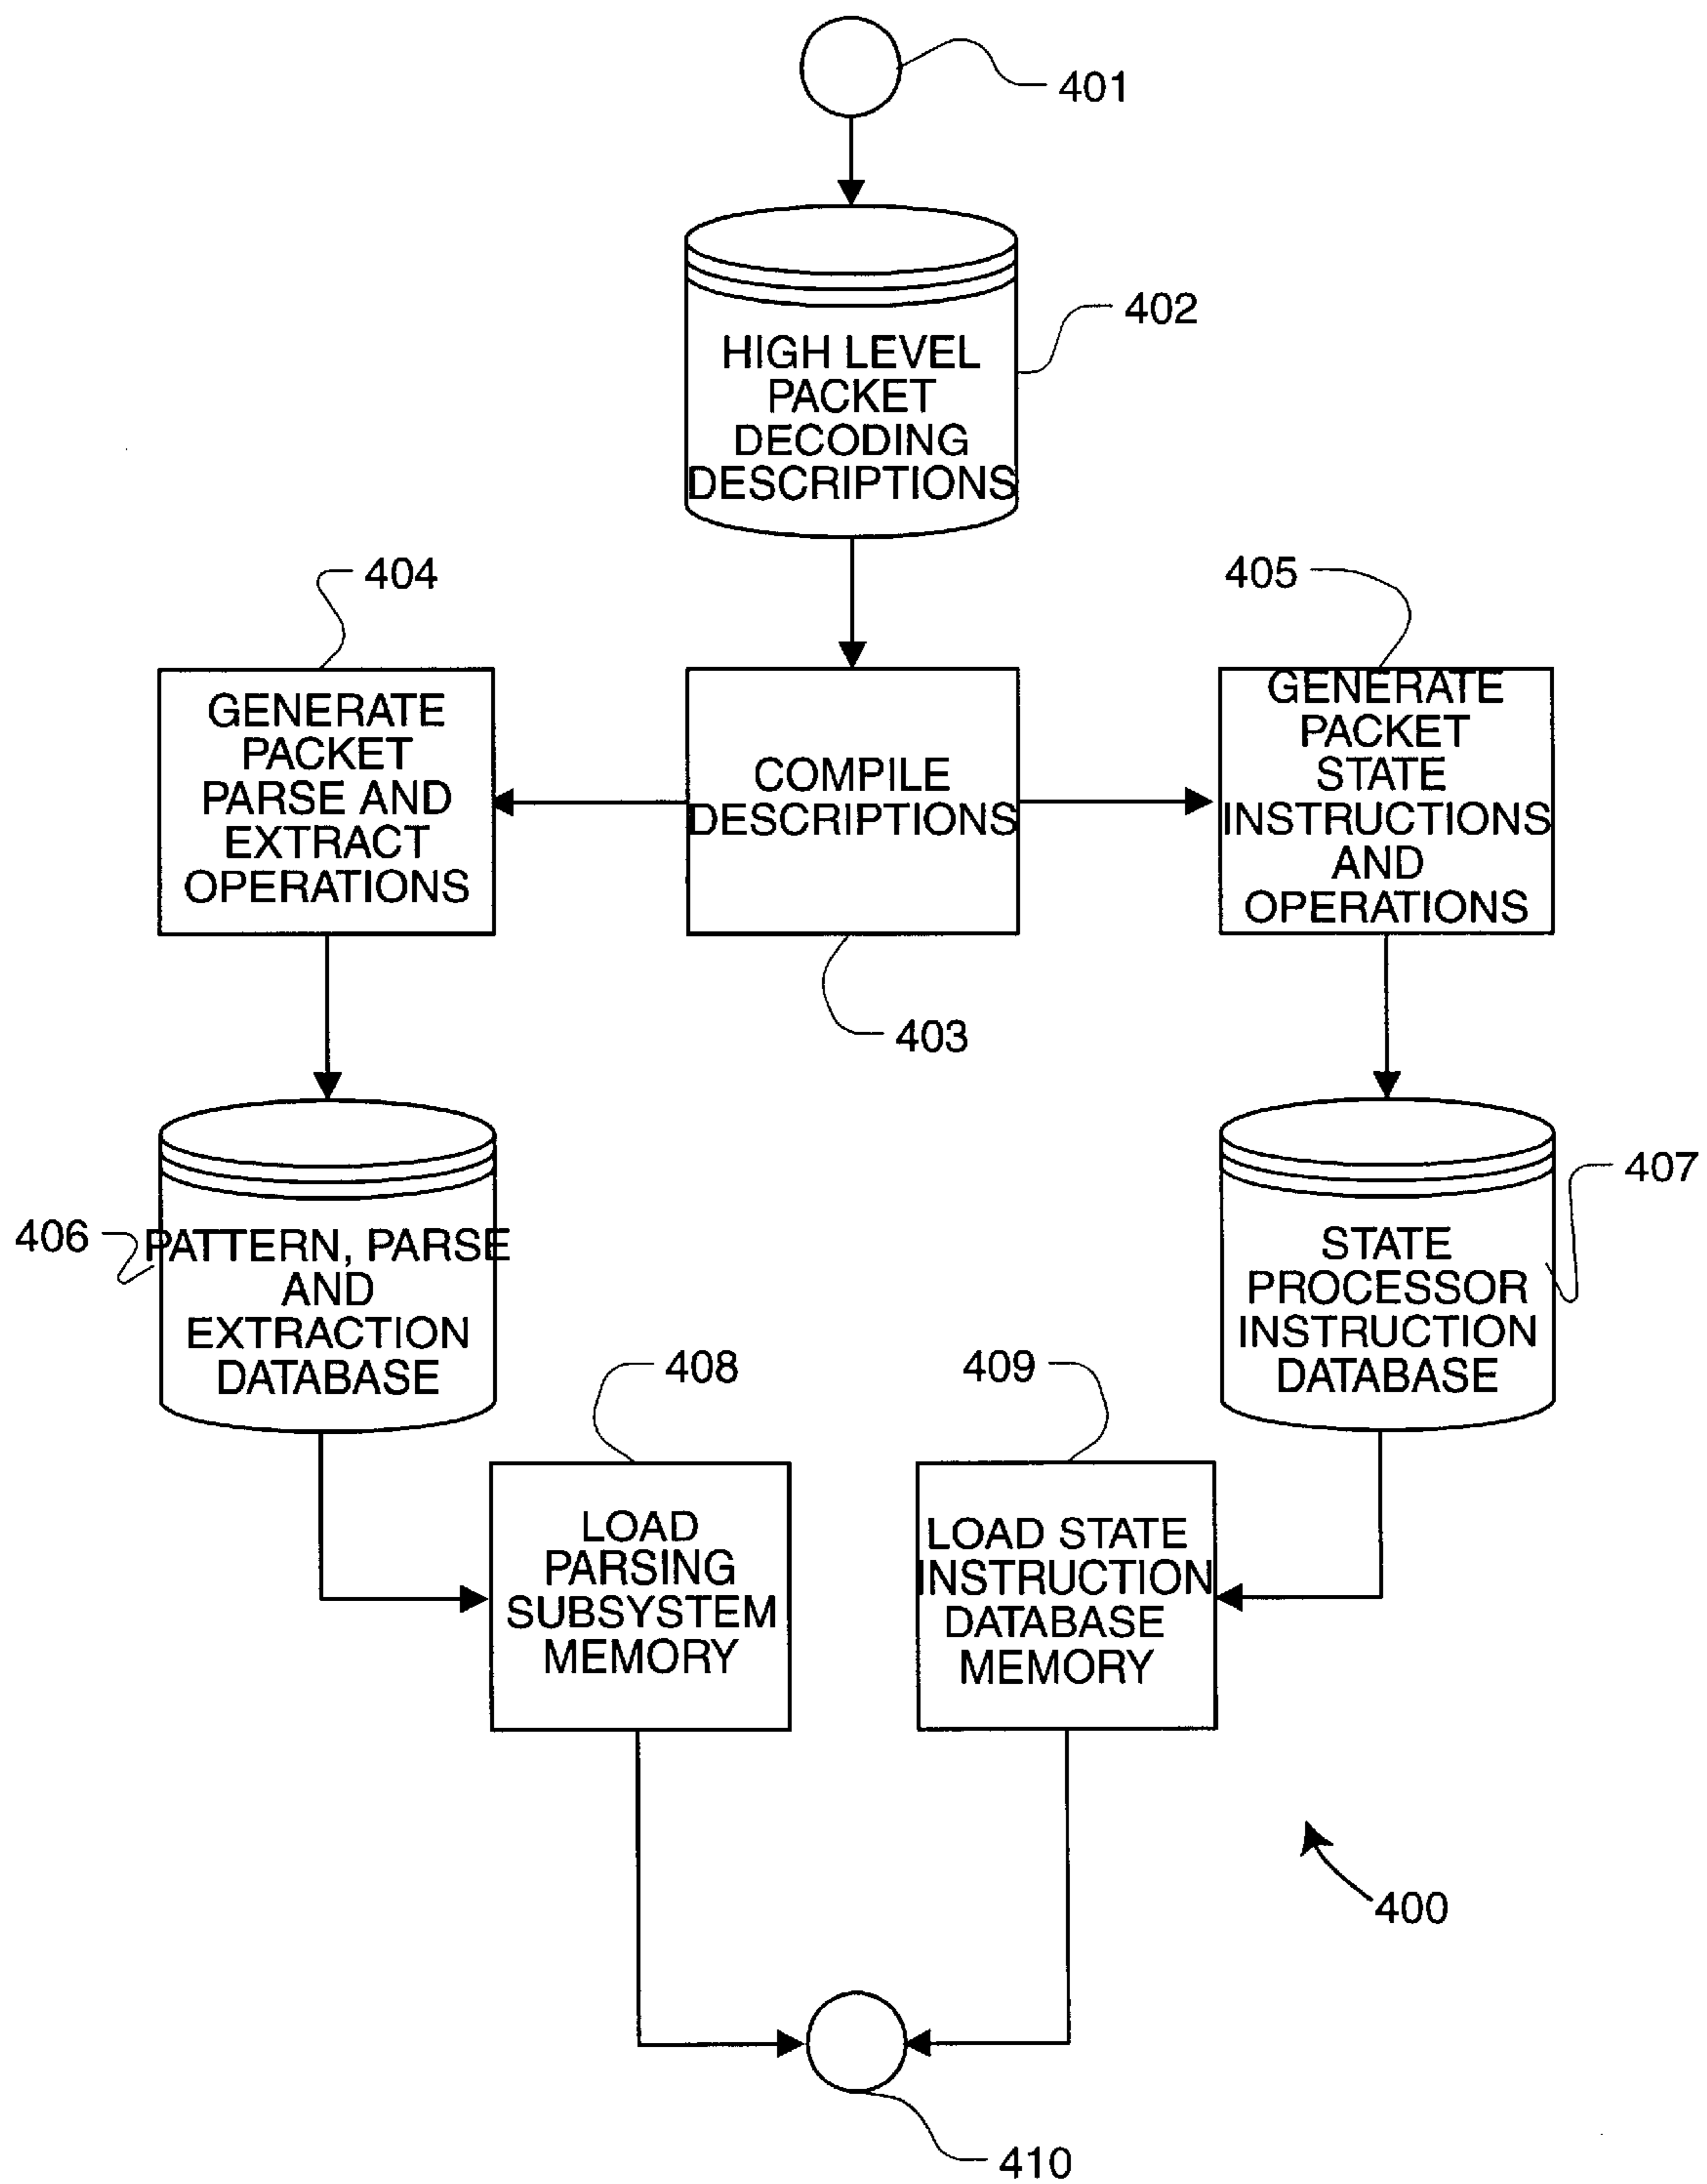 401
402
HIGH LEVEL
PACKET
DECODING
DESCRIPTIONS
404
405
GENERATE
PACKET
PARSE AND
EXTRACT
OPERATIONS
COMPILE
DESCRIPTIONS
GENERATE
PACKET
STATE
INSTRUCTIONS
AND
OPERATIONS
403
406
PATTERN, PARSE
AND
EXTRACTION
DATABASE
407
STATE
PROCESSOR
INSTRUCTION
DATABASE
408
409
LOAD
PARSING
SUBSYSTEM
MEMORY
LOAD STATE
INSTRUCTION
DATABASE
MEMORY
400
410